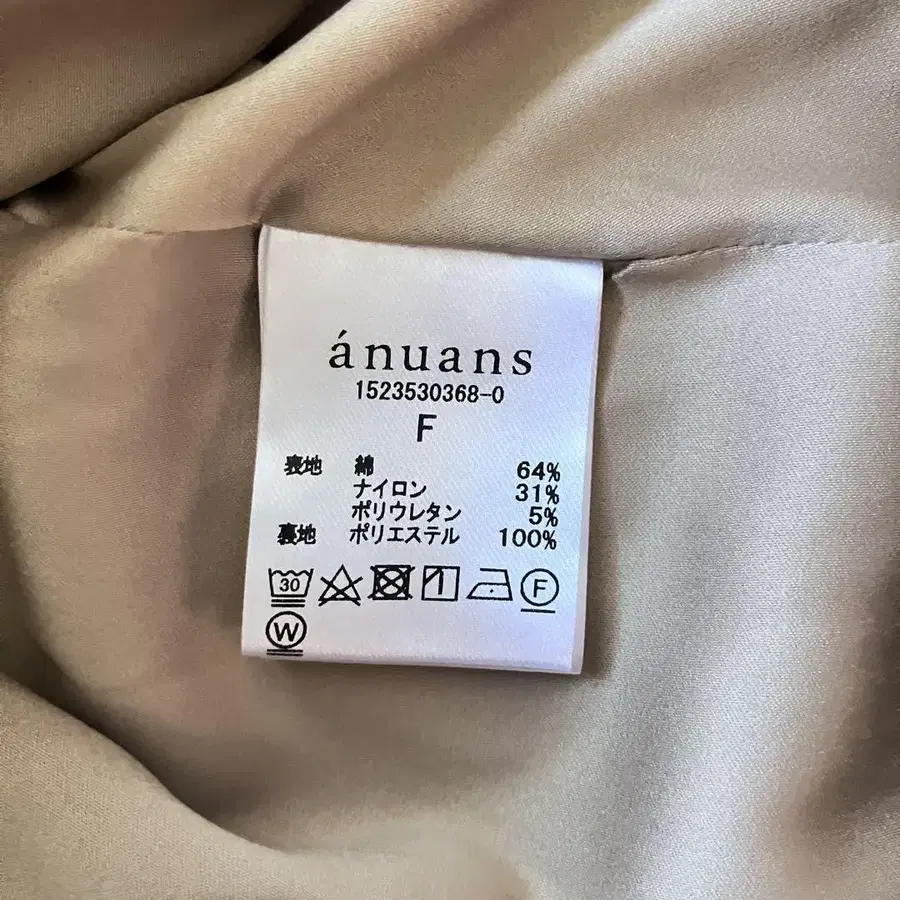 ánuans
1523530368-0
F
表地 綿 64%
ナイロン 31%
ポリウレタン 5%
裏地 ポリエステル 100%
30
F
W